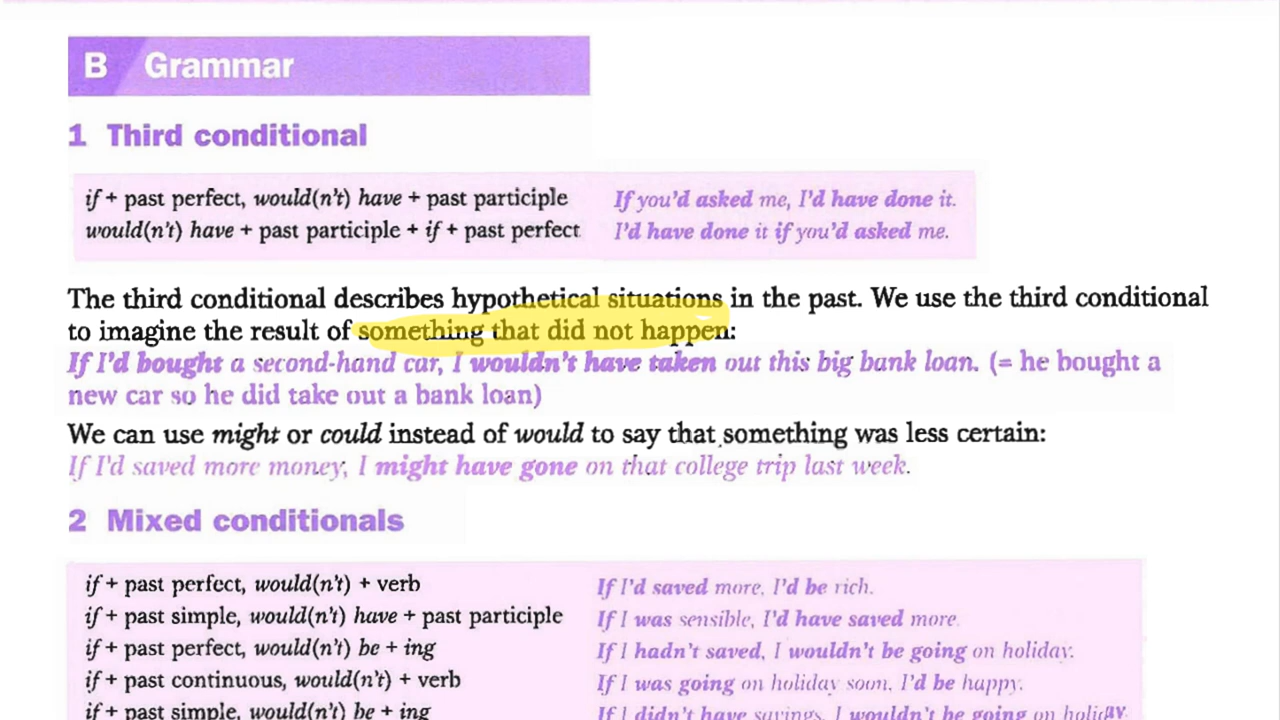 B Grammar
1 Third conditional
if + past perfect, would(n't) have + past participle If you'd asked me, I'd have done it.
would(n't) have + past participle + if + past perfect I'd have done it if you'd asked me.
The third conditional describes hypothetical situations in the past. We use the third conditional
to imagine the result of something that did not happen:
If I'd bought a second-hand car, I wouldn't have taken out this big bank loan. (= he bought a
new car so he did take out a bank loan)
We can use might or could instead of would to say that something was less certain:
If I'd saved more money, I might have gone on that college trip last week.
2 Mixed conditionals
if + past perfect, would(n't) + verb If I'd saved more, I'd be rich.
if + past simple, would(n't) have + past participle If I was sensible, I'd have saved more.
if + past perfect, would(n't) be + ing If I hadn't saved, I wouldn't be going on holiday.
if + past continuous, would(n't) + verb If I was going on holiday soon, I'd be happy.
if + past simple, would(n't) be + ing If I didn't have savings, I wouldn't be going on holiday.